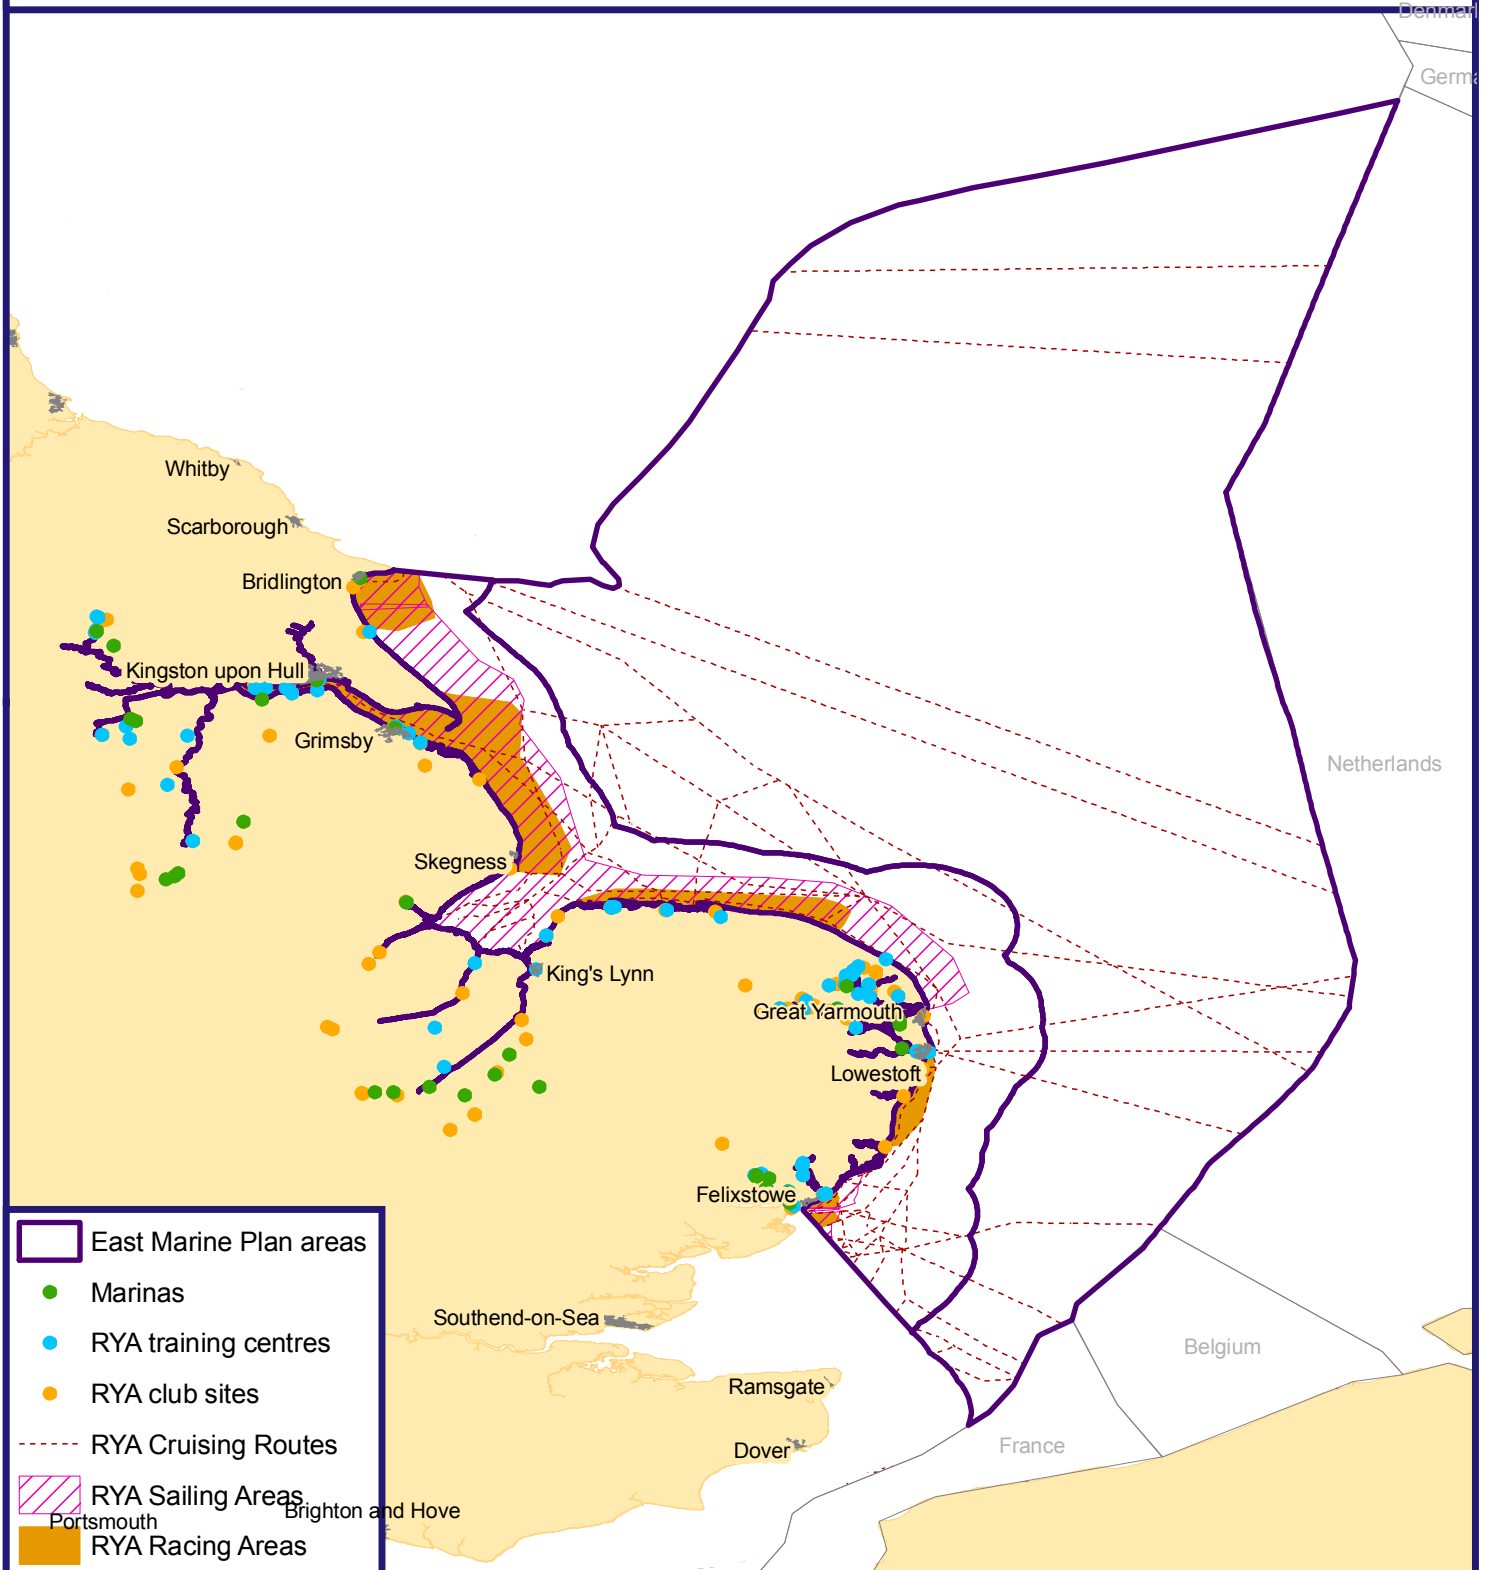 Denmar
Germa
Whitby
Scarborough
Bridlington
Kingston upon Hull
Grimsby
Netherlands
Skegness
King's Lynn
Great Yarmouth
Lowestoft
Felixstowe
East Marine Plan areas
Marinas
Southend-on-Sea
RYA training centres
Belgium
RYA club sites
Ramsgate
RYA Cruising Routes
France
Dover
RYA Sailing Areas
Brighton and Hove
Portsmouth
RYA Racing Areas